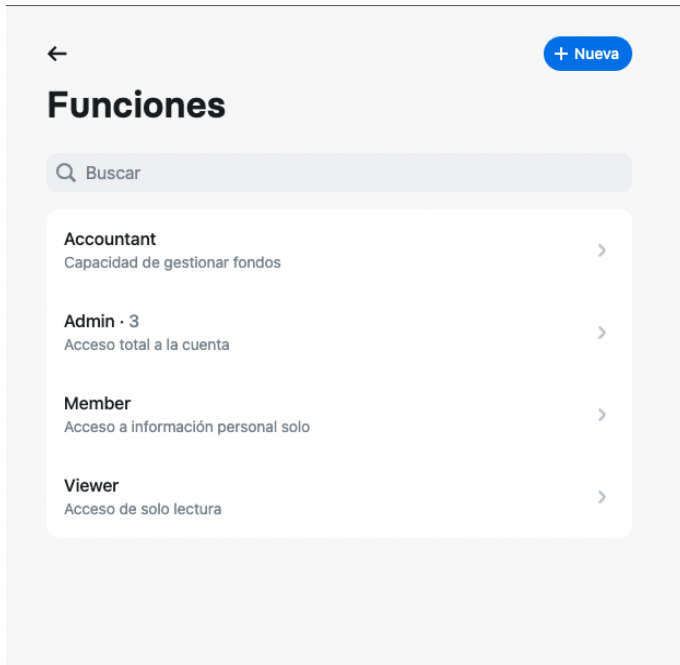 + Nueva
Funciones
Buscar
Accountant
Capacidad de gestionar fondos
Admin · 3
Acceso total a la cuenta
Member
Acceso a información personal solo
Viewer
Acceso de solo lectura